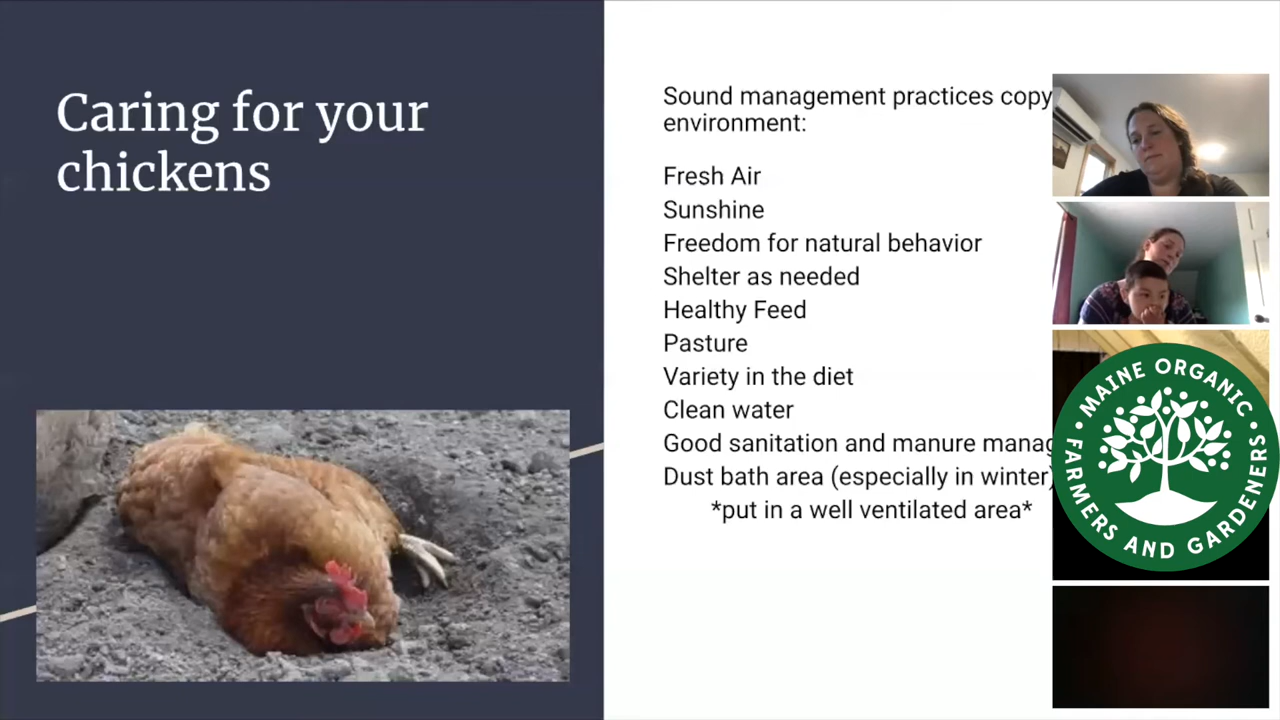 Caring for your
chickens
Sound management practices copy
environment:
Fresh Air
Sunshine
Freedom for natural behavior
Shelter as needed
Healthy Feed
Pasture
Variety in the diet
Clean water
Good sanitation and manure manag
Dust bath area (especially in winter)
*put in a well ventilated area*
MAINE ORGANIC
FARMERS AND GARDENERS